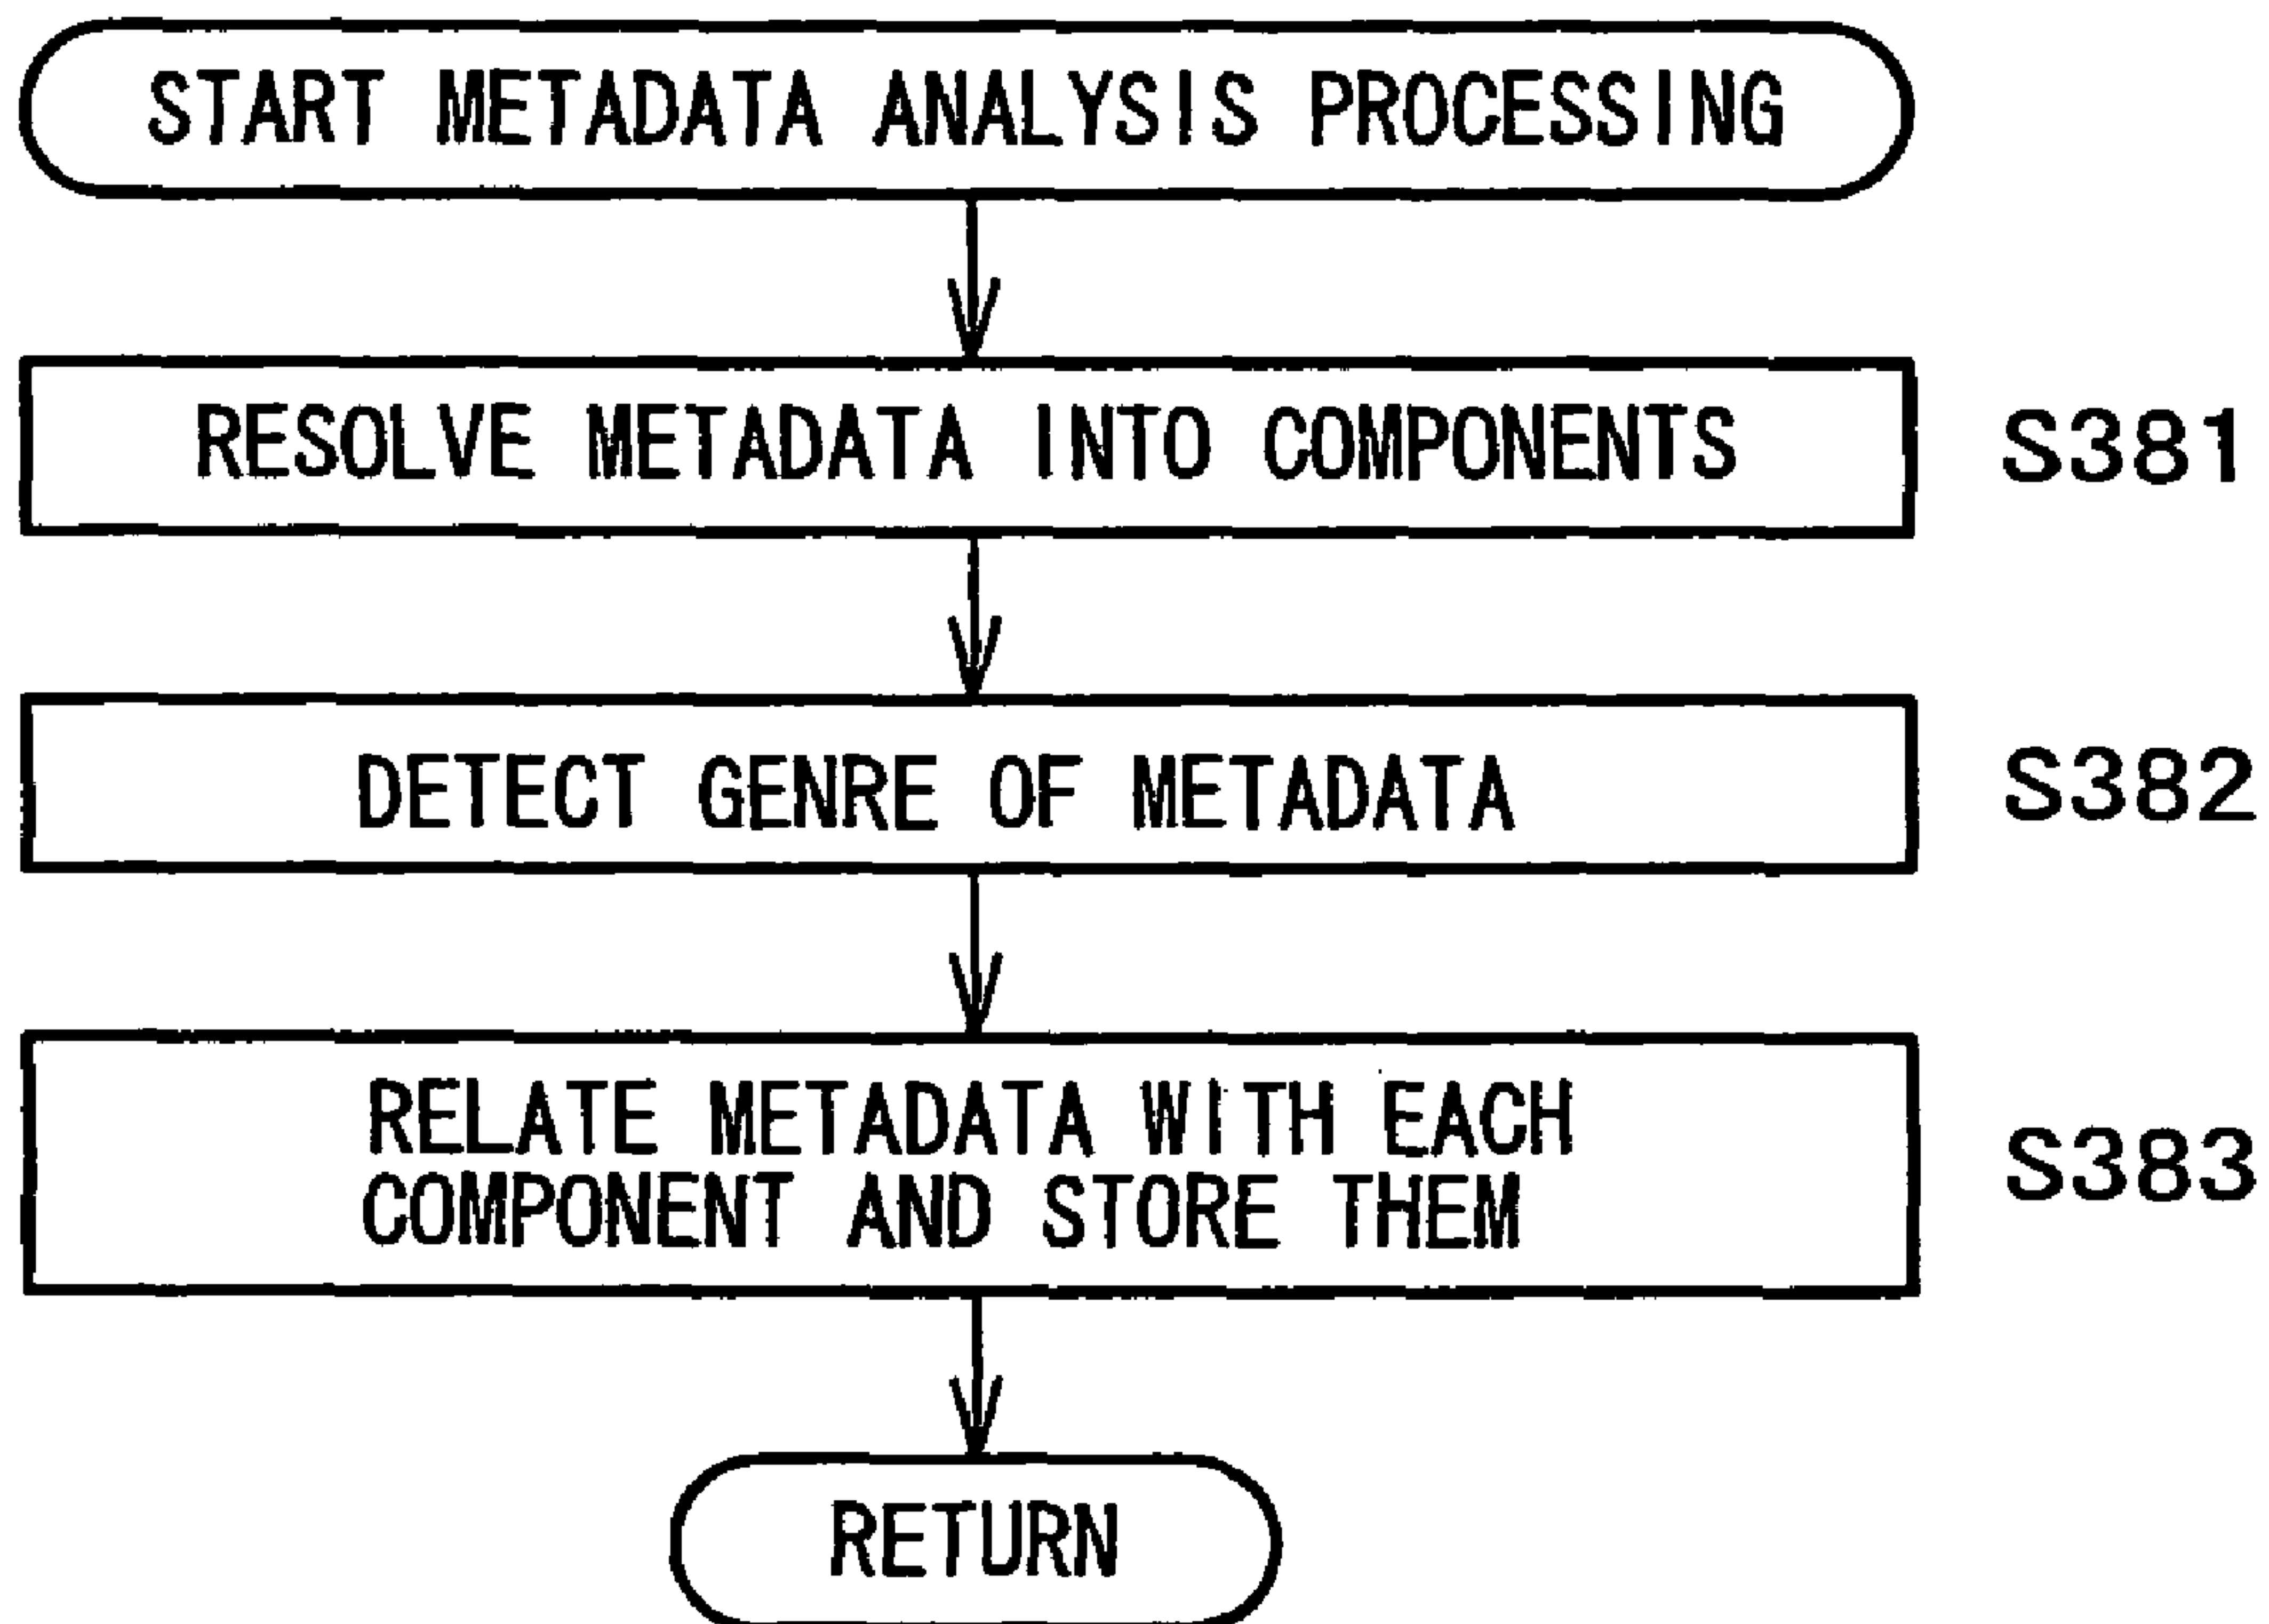 START METADATA ANALYSIS PROCESSING
RESOLVE METADATA INTO COMPONENTS
S381
DETECT GENRE OF METADATA
S382
RELATE METADATA WITH EACH
COMPONENT AND STORE THEM
S383
RETURN